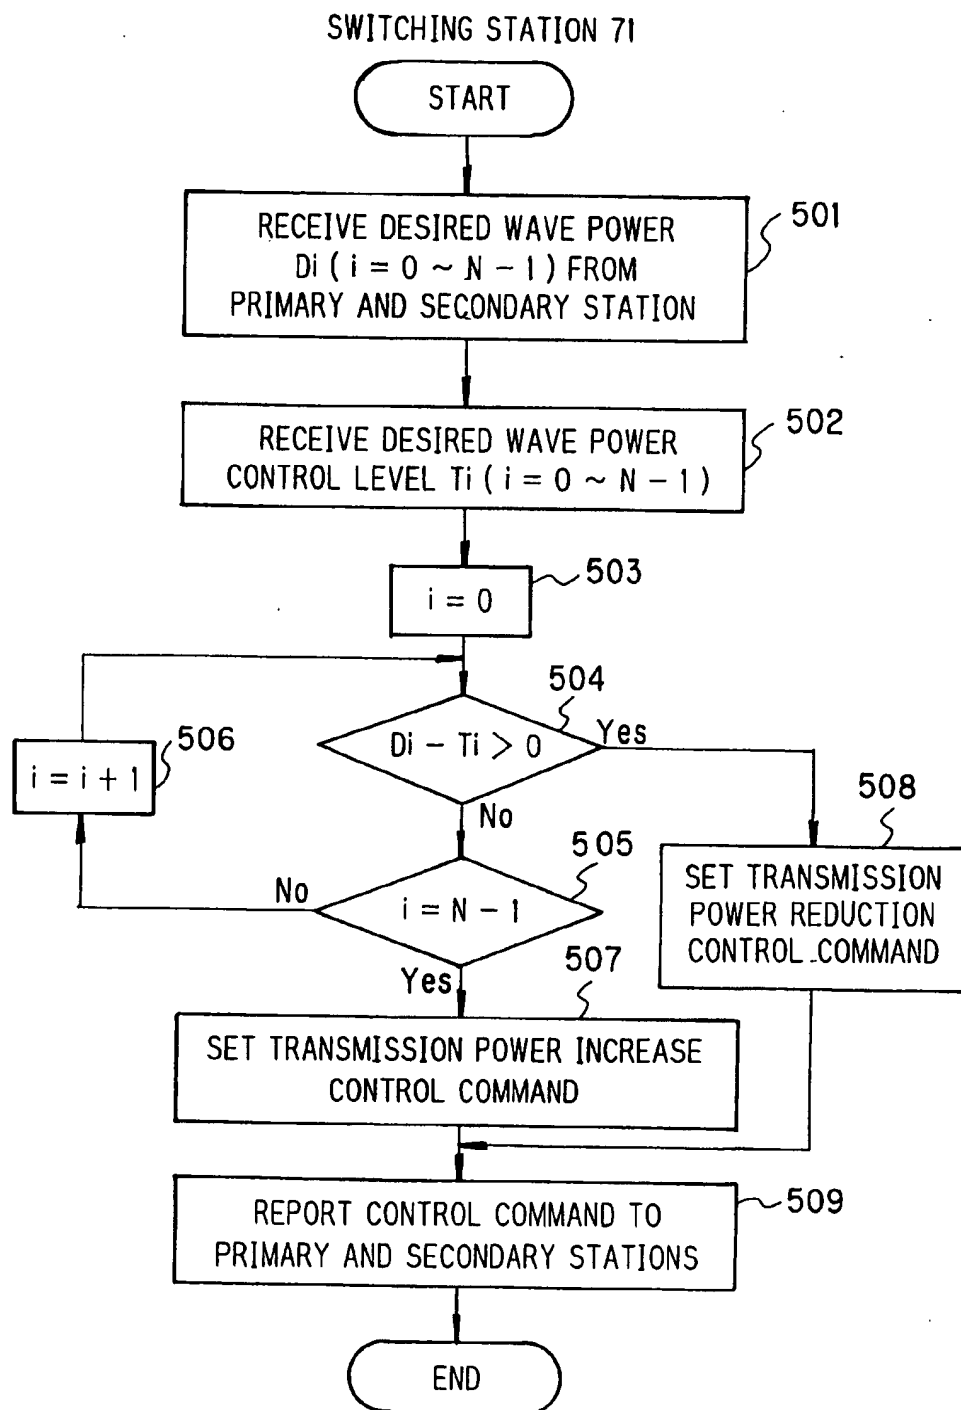 SWITCHING STATION 71
START
RECEIVE DESIRED WAVE POWER
Di ( i = 0 ~ N - 1 ) FROM
PRIMARY AND SECONDARY STATION
501
RECEIVE DESIRED WAVE POWER
CONTROL LEVEL Ti ( i = 0 ~ N - 1 )
502
i = 0
503
Di - Ti > 0
504
Yes
No
i = i + 1
506
i = N - 1
505
No
Yes
SET TRANSMISSION
POWER REDUCTION
CONTROL COMMAND
508
SET TRANSMISSION POWER INCREASE
CONTROL COMMAND
507
REPORT CONTROL COMMAND TO
PRIMARY AND SECONDARY STATIONS
509
END